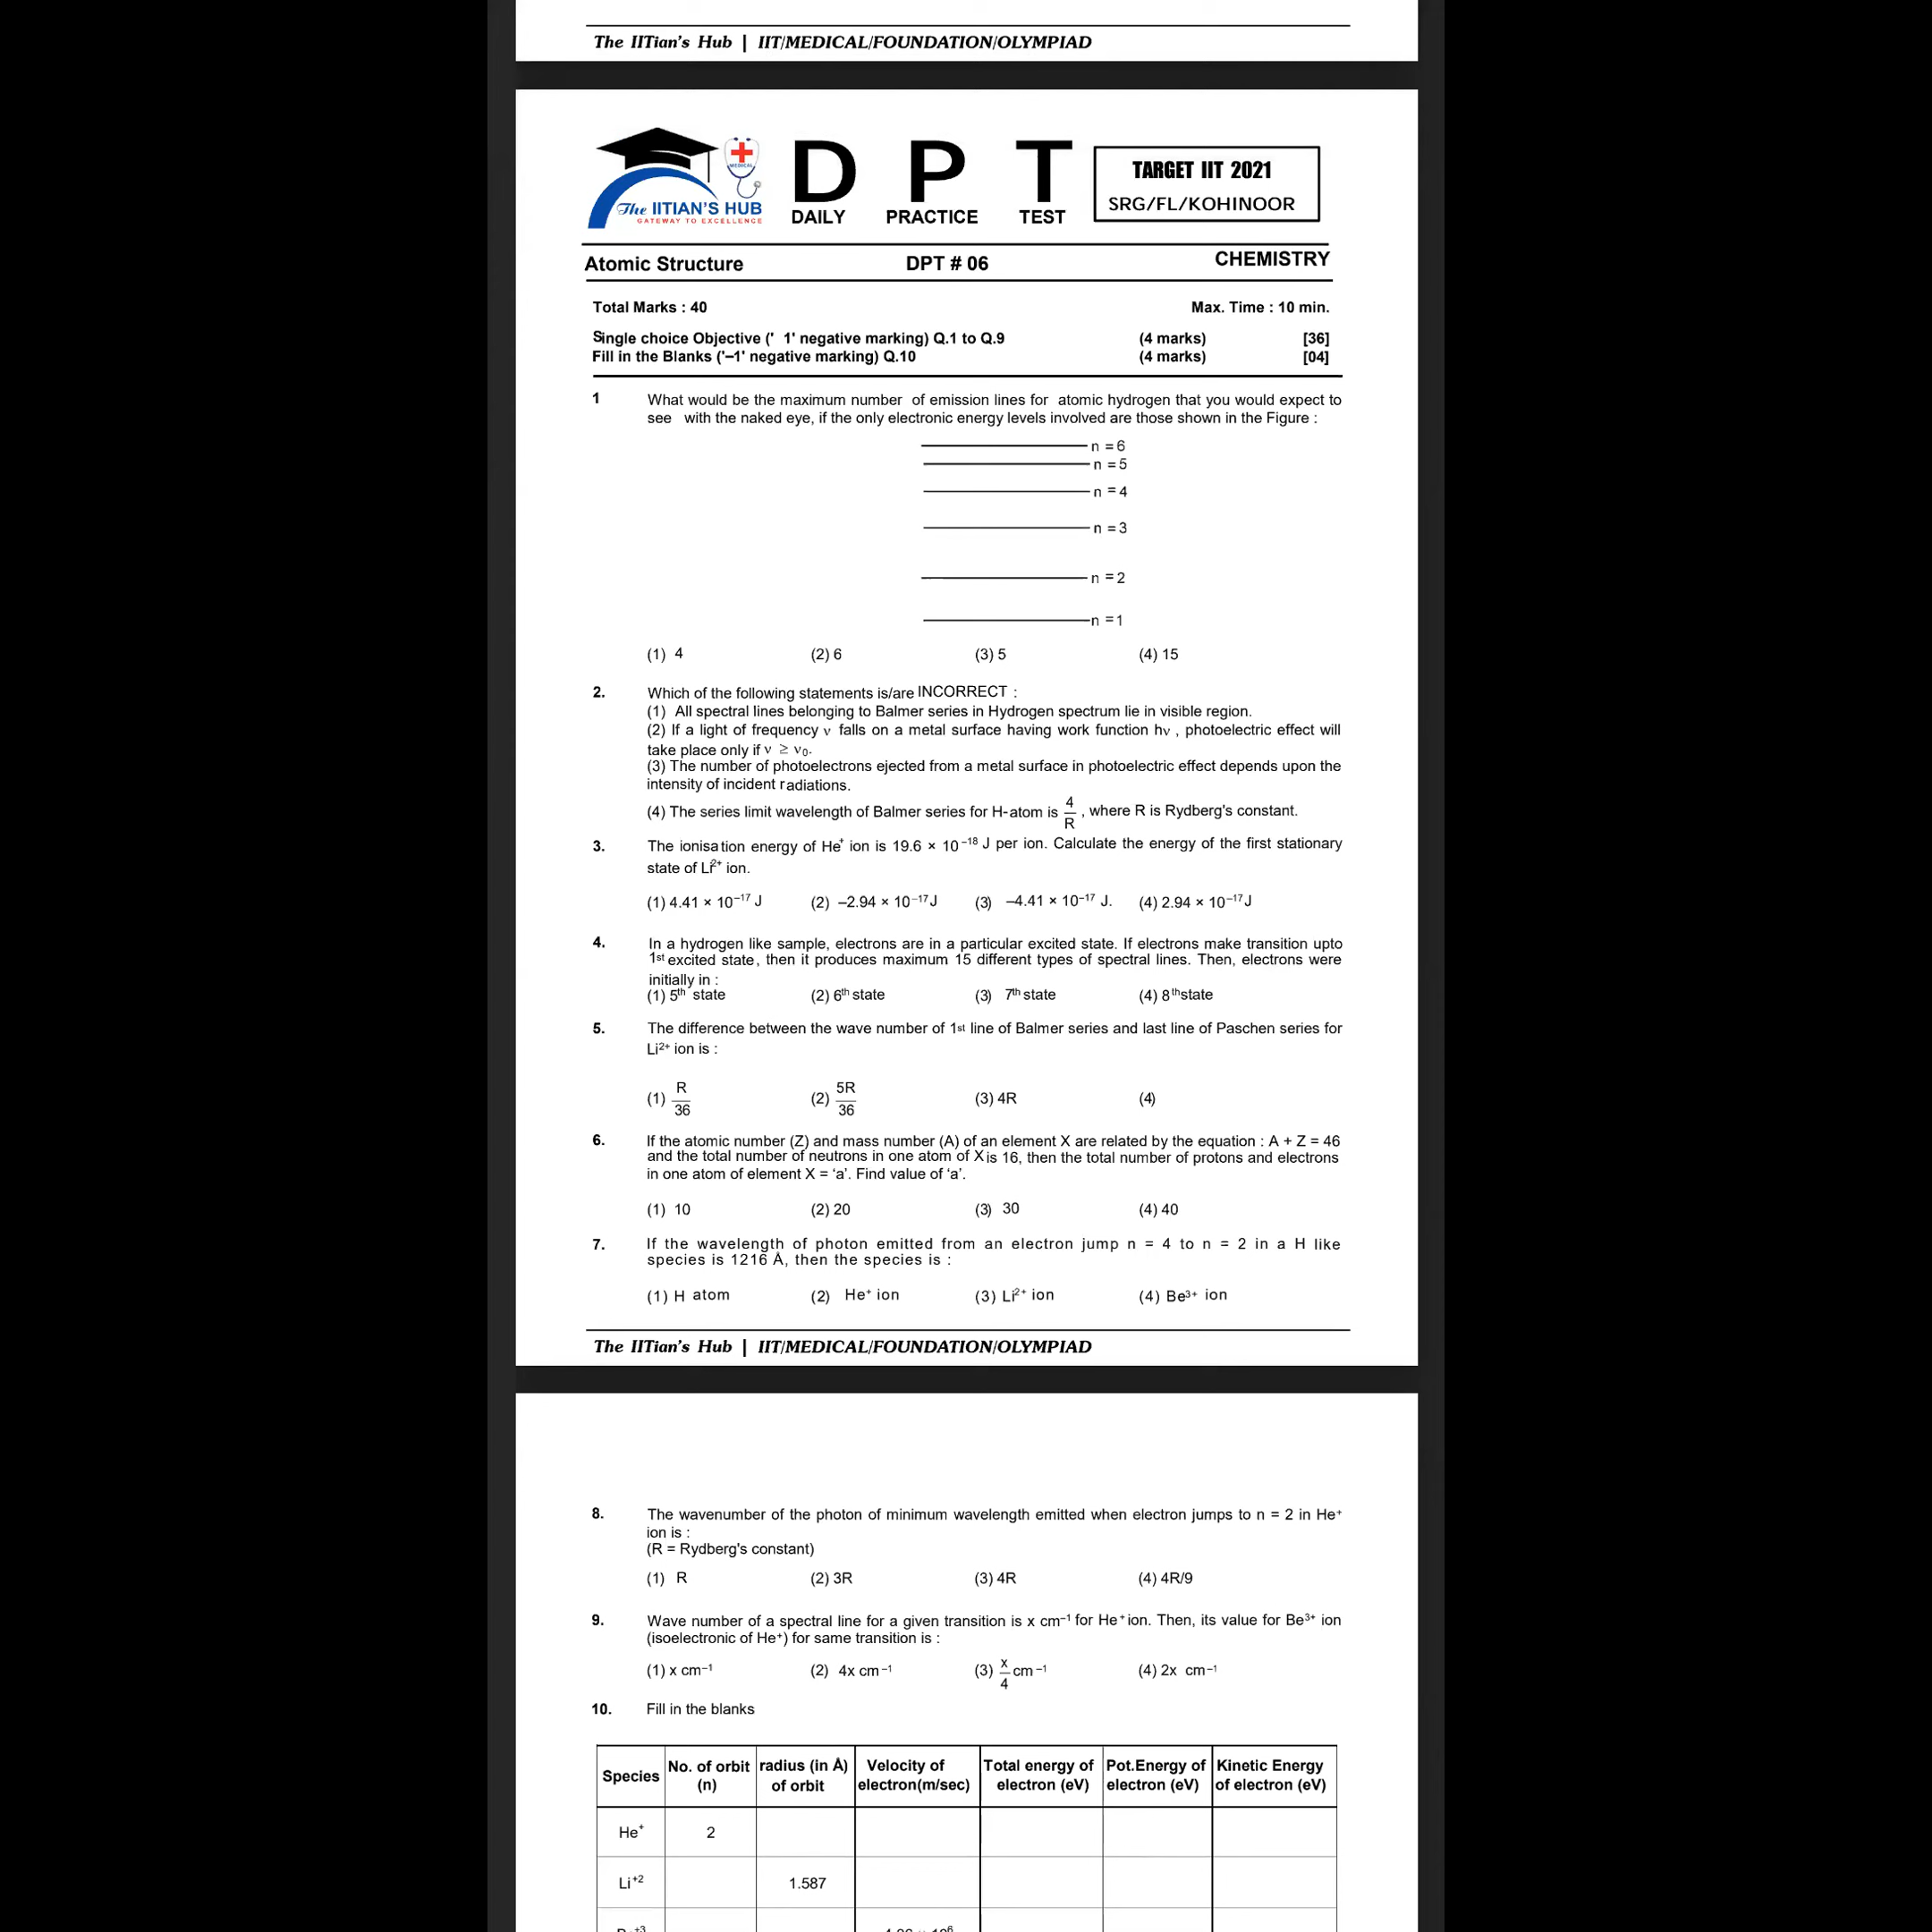 The IITian's Hub | IIT/MEDICAL/FOUNDATION/OLYMPIAD
MEDICAL
The IITIAN'S HUB
GATEWAY TO EXCELLENCE
D P T
DAILY PRACTICE TEST
TARGET IIT 2021
SRG/FL/KOHINOOR
Atomic Structure DPT # 06 CHEMISTRY
Total Marks : 40 Max. Time : 10 min.
Single choice Objective (' 1' negative marking) Q.1 to Q.9 (4 marks) [36]
Fill in the Blanks ('–1' negative marking) Q.10 (4 marks) [04]
1 What would be the maximum number of emission lines for atomic hydrogen that you would expect to
see with the naked eye, if the only electronic energy levels involved are those shown in the Figure :
n = 6
n = 5
n = 4
n = 3
n = 2
n = 1
(1) 4 (2) 6 (3) 5 (4) 15
2. Which of the following statements is/are INCORRECT :
(1) All spectral lines belonging to Balmer series in Hydrogen spectrum lie in visible region.
(2) If a light of frequency ν falls on a metal surface having work function hν , photoelectric effect will
take place only if ν ≥ ν₀.
(3) The number of photoelectrons ejected from a metal surface in photoelectric effect depends upon the
intensity of incident radiations.
(4) The series limit wavelength of Balmer series for H-atom is 4/R , where R is Rydberg's constant.
3. The ionisation energy of He⁺ ion is 19.6 × 10⁻¹⁸ J per ion. Calculate the energy of the first stationary
state of Li²⁺ ion.
(1) 4.41 × 10⁻¹⁷ J (2) –2.94 × 10⁻¹⁷ J (3) –4.41 × 10⁻¹⁷ J. (4) 2.94 × 10⁻¹⁷ J
4. In a hydrogen like sample, electrons are in a particular excited state. If electrons make transition upto
1st excited state, then it produces maximum 15 different types of spectral lines. Then, electrons were
initially in :
(1) 5th state (2) 6th state (3) 7th state (4) 8th state
5. The difference between the wave number of 1st line of Balmer series and last line of Paschen series for
Li²⁺ ion is :
(1) R/36 (2) 5R/36 (3) 4R (4)
6. If the atomic number (Z) and mass number (A) of an element X are related by the equation : A + Z = 46
and the total number of neutrons in one atom of X is 16, then the total number of protons and electrons
in one atom of element X = ‘a’. Find value of ‘a’.
(1) 10 (2) 20 (3) 30 (4) 40
7. If the wavelength of photon emitted from an electron jump n = 4 to n = 2 in a H like
species is 1216 Å, then the species is :
(1) H atom (2) He⁺ ion (3) Li²⁺ ion (4) Be³⁺ ion
The IITian's Hub | IIT/MEDICAL/FOUNDATION/OLYMPIAD
8. The wavenumber of the photon of minimum wavelength emitted when electron jumps to n = 2 in He⁺
ion is :
(R = Rydberg's constant)
(1) R (2) 3R (3) 4R (4) 4R/9
9. Wave number of a spectral line for a given transition is x cm⁻¹ for He⁺ ion. Then, its value for Be³⁺ ion
(isoelectronic of He⁺) for same transition is :
(1) x cm⁻¹ (2) 4x cm⁻¹ (3) x/4 cm⁻¹ (4) 2x cm⁻¹
10. Fill in the blanks
Species No. of orbit (n) radius (in Å) of orbit Velocity of electron(m/sec) Total energy of electron (eV) Pot.Energy of electron (eV) Kinetic Energy of electron (eV)
He⁺ 2
Li⁺² 1.587